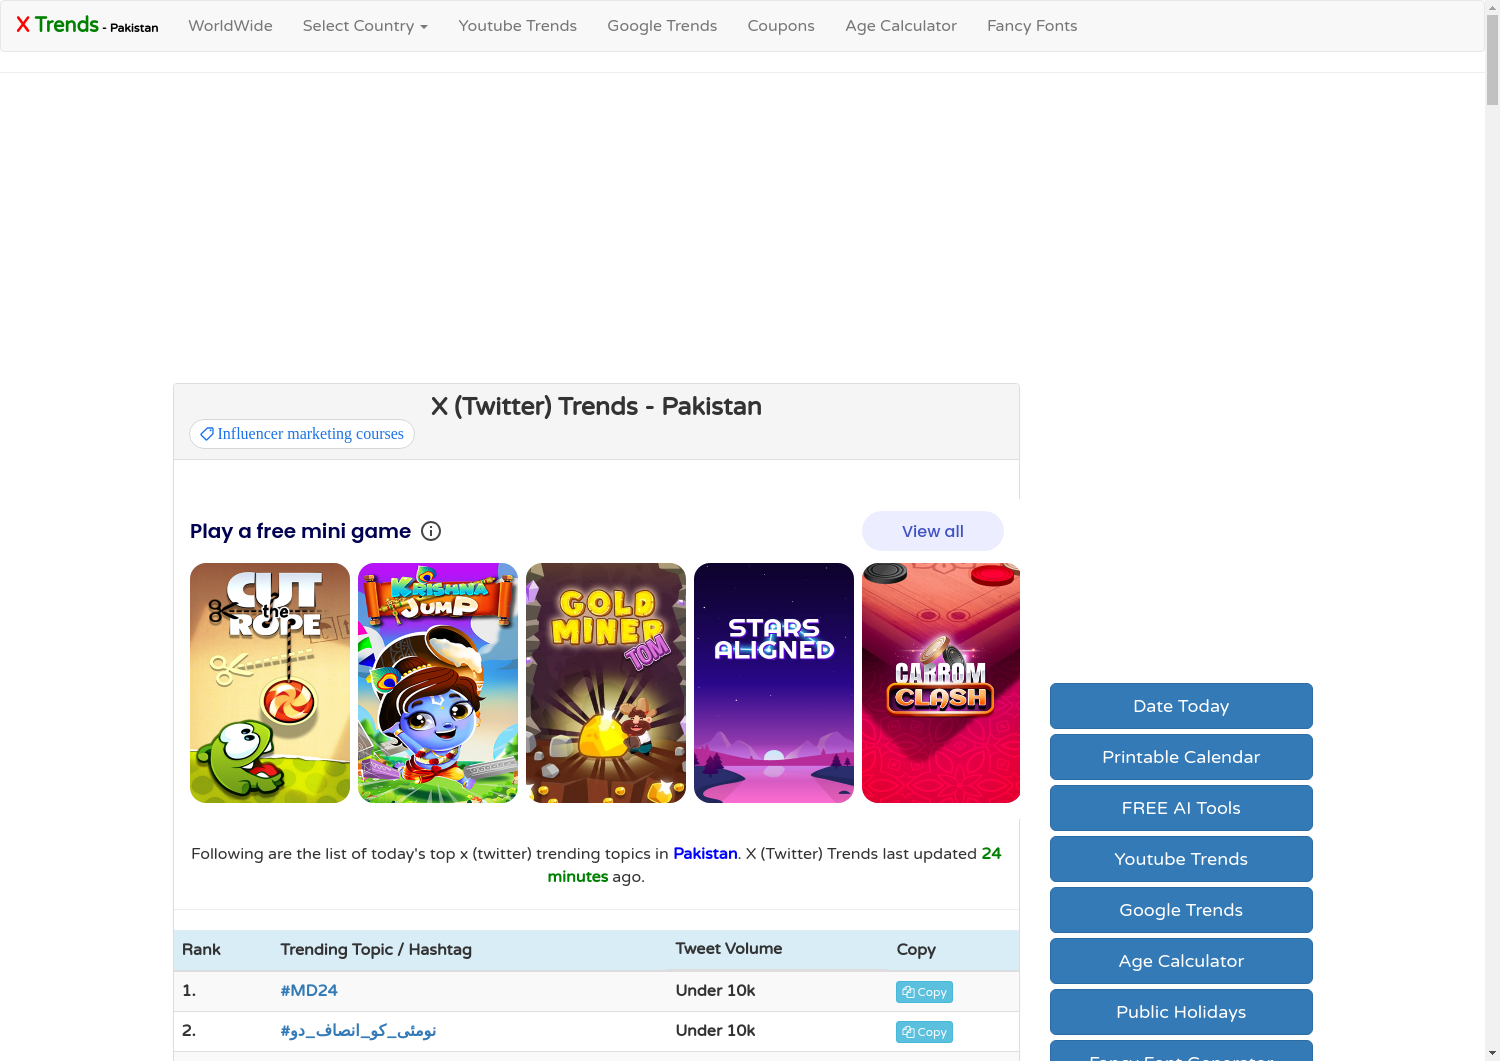 X Trends - Pakistan WorldWide Select Country Youtube Trends Google Trends Coupons Age Calculator Fancy Fonts
X (Twitter) Trends - Pakistan
Influencer marketing courses
Play a free mini game
View all
CUT the ROPE
KRISHNA JUMP
GOLD MINER TOM
STARS ALIGNED
CARROM CLASH
Following are the list of today's top x (twitter) trending topics in Pakistan. X (Twitter) Trends last updated 24
minutes ago.
Rank Trending Topic / Hashtag Tweet Volume Copy
1. #MD24 Under 10k Copy
2. #نومئی_کو_انصاف_دو Under 10k Copy
Date Today
Printable Calendar
FREE AI Tools
Youtube Trends
Google Trends
Age Calculator
Public Holidays
Fancy Font Generator